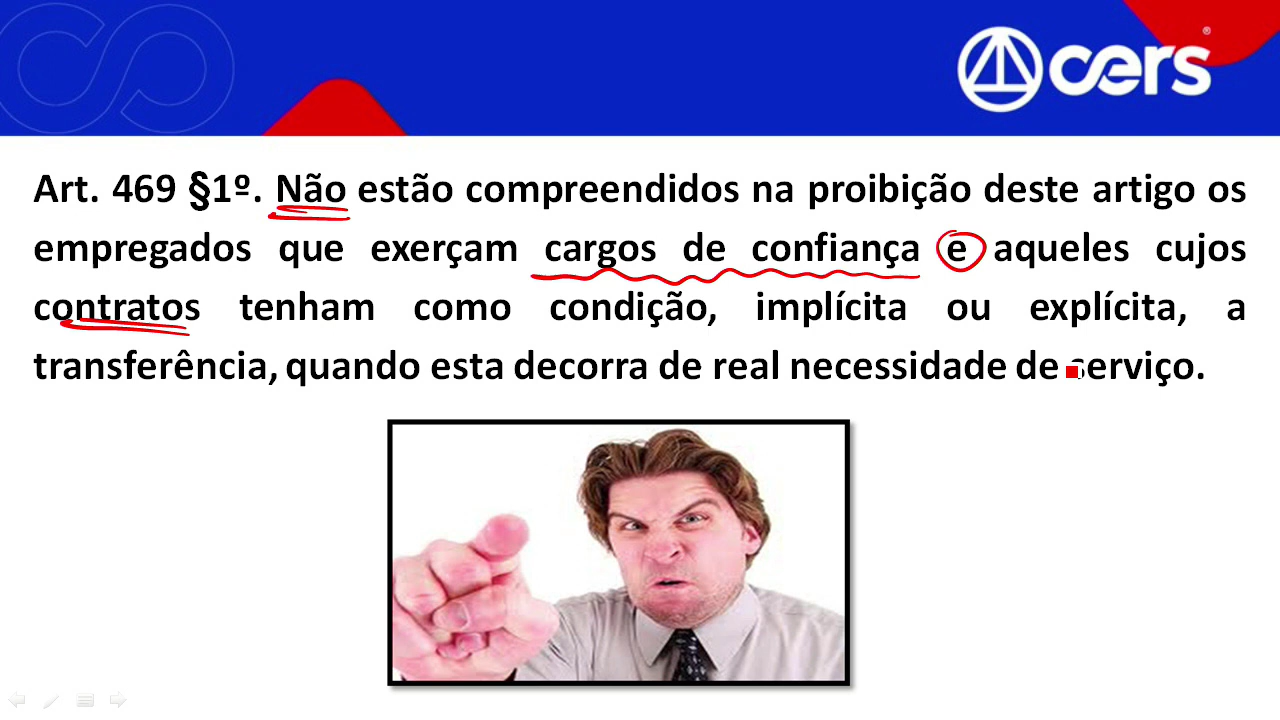 cers®
Art. 469 §1º. Não estão compreendidos na proibição deste artigo os
empregados que exerçam cargos de confiança e aqueles cujos
contratos tenham como condição, implícita ou explícita, a
transferência, quando esta decorra de real necessidade de serviço.